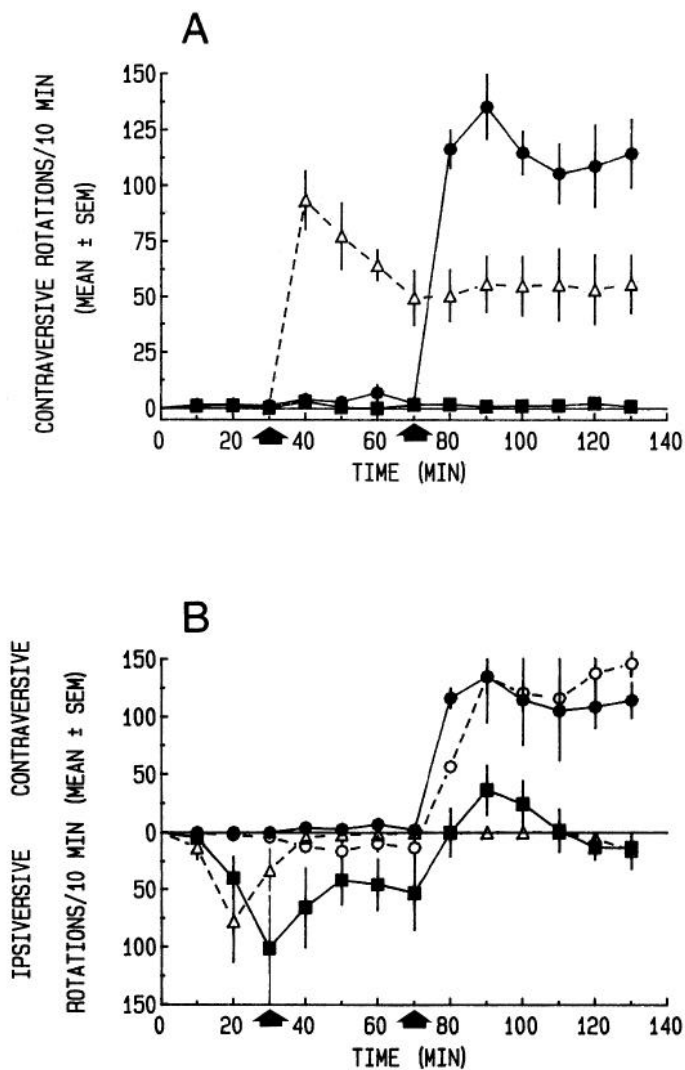 A
CONTRAVERSIVE ROTATIONS/10 MIN
(MEAN ± SEM)
150
125
100
75
50
25
0
0 20 40 60 80 100 120 140
TIME (MIN)
B
IPSIVERSIVE CONTRAVERSIVE
ROTATIONS/10 MIN (MEAN ± SEM)
150
100
50
0
50
100
150
0 20 40 60 80 100 120 140
TIME (MIN)